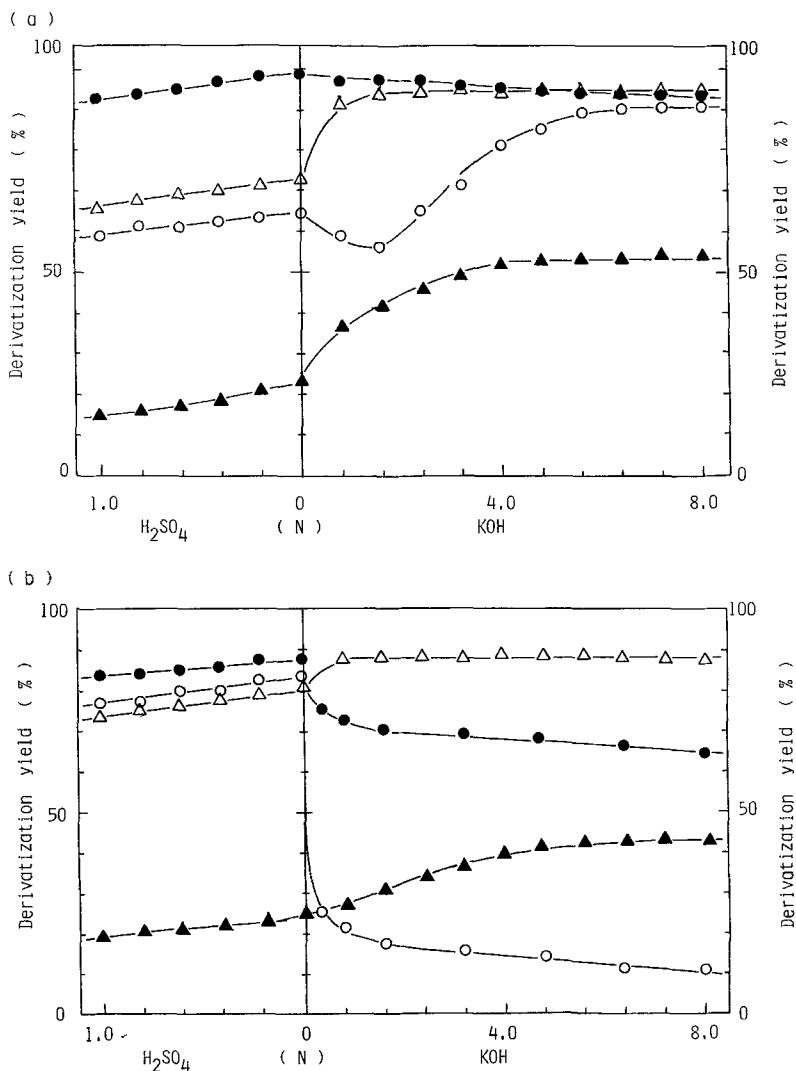 ( a )
100
100
Derivatization yield ( % )
Derivatization yield ( % )
50
50
0
0
1.0
0
4.0
8.0
H₂SO₄
( N )
KOH
( b )
100
100
Derivatization yield ( % )
Derivatization yield ( % )
50
50
0
0
1.0
0
4.0
8.0
H₂SO₄
( N )
KOH